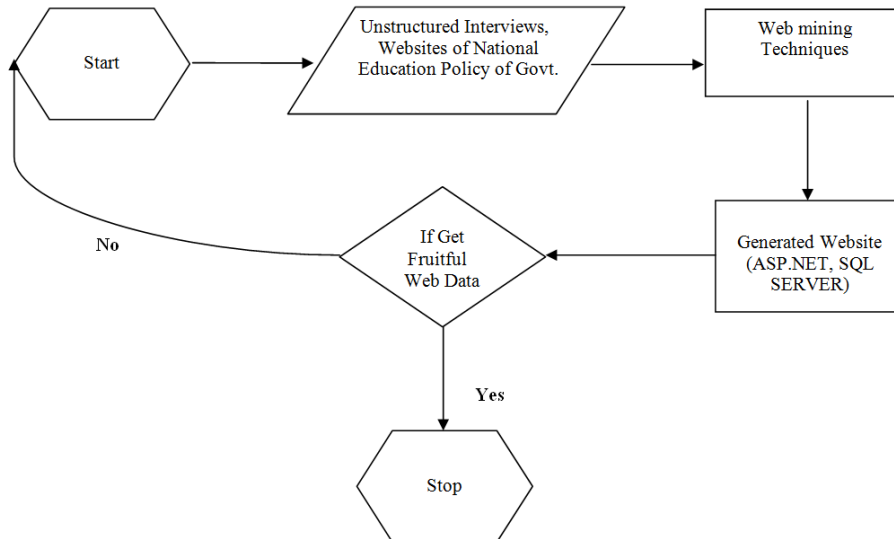 Start
Unstructured Interviews,
Websites of National
Education Policy of Govt.
Web mining
Techniques
Generated Website
(ASP.NET, SQL
SERVER)
If Get
Fruitful
Web Data
No
Yes
Stop